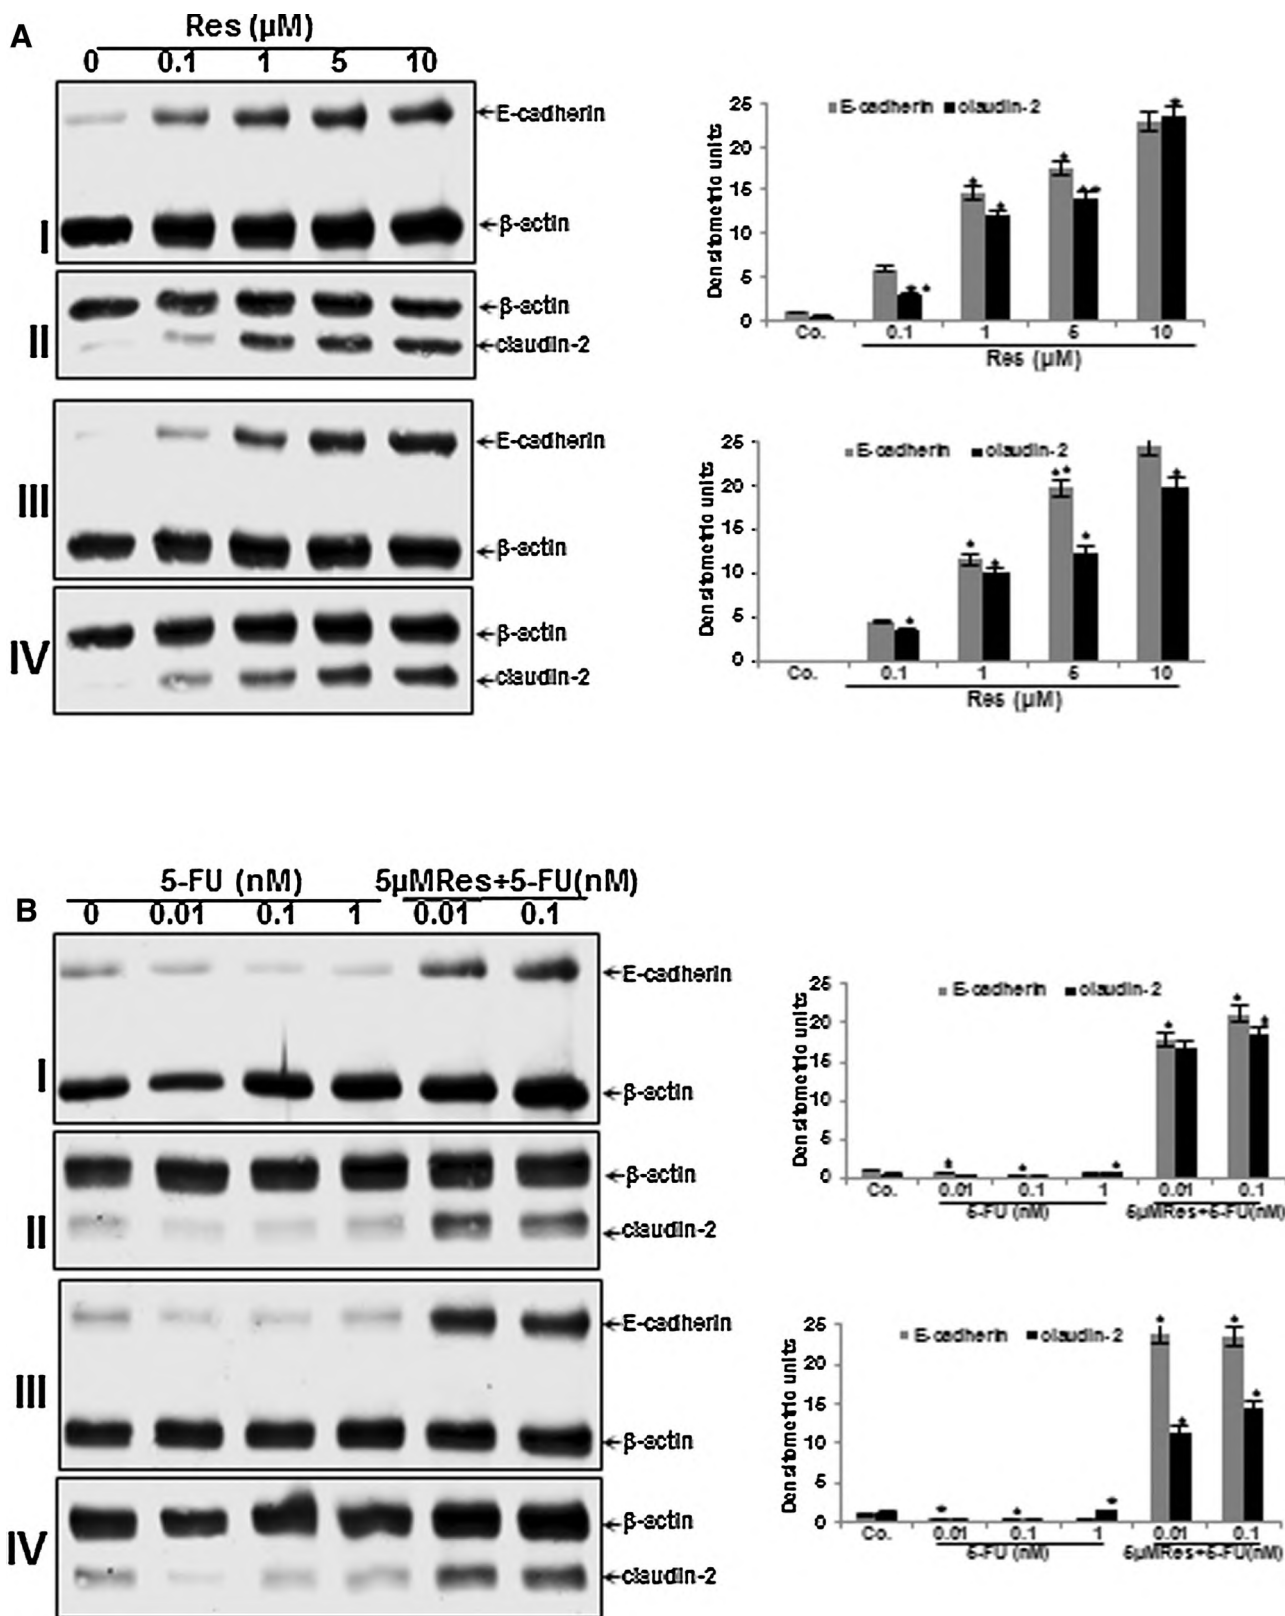 A
Res (µM)
0 0.1 1 5 10
E-cadherin
β-actin
I
β-actin
claudin-2
II
E-cadherin
β-actin
III
β-actin
claudin-2
IV
E-cadherin claudin-2
Densitometric units
25
20
15
10
5
0
Co. 0.1 1 5 10
Res (µM)
E-cadherin claudin-2
Densitometric units
25
20
15
10
5
0
Co. 0.1 1 5 10
Res (µM)
B
5-FU (nM) 5µMRes+5-FU(nM)
0 0.01 0.1 1 0.01 0.1
E-cadherin
β-actin
I
β-actin
claudin-2
II
E-cadherin
β-actin
III
β-actin
claudin-2
IV
E-cadherin claudin-2
Densitometric units
25
20
15
10
5
0
Co. 0.01 0.1 1 0.01 0.1
5-FU (nM) 5µMRes+5-FU(nM)
E-cadherin claudin-2
Densitometric units
25
20
15
10
5
0
Co. 0.01 0.1 1 0.01 0.1
5-FU (nM) 5µMRes+5-FU(nM)